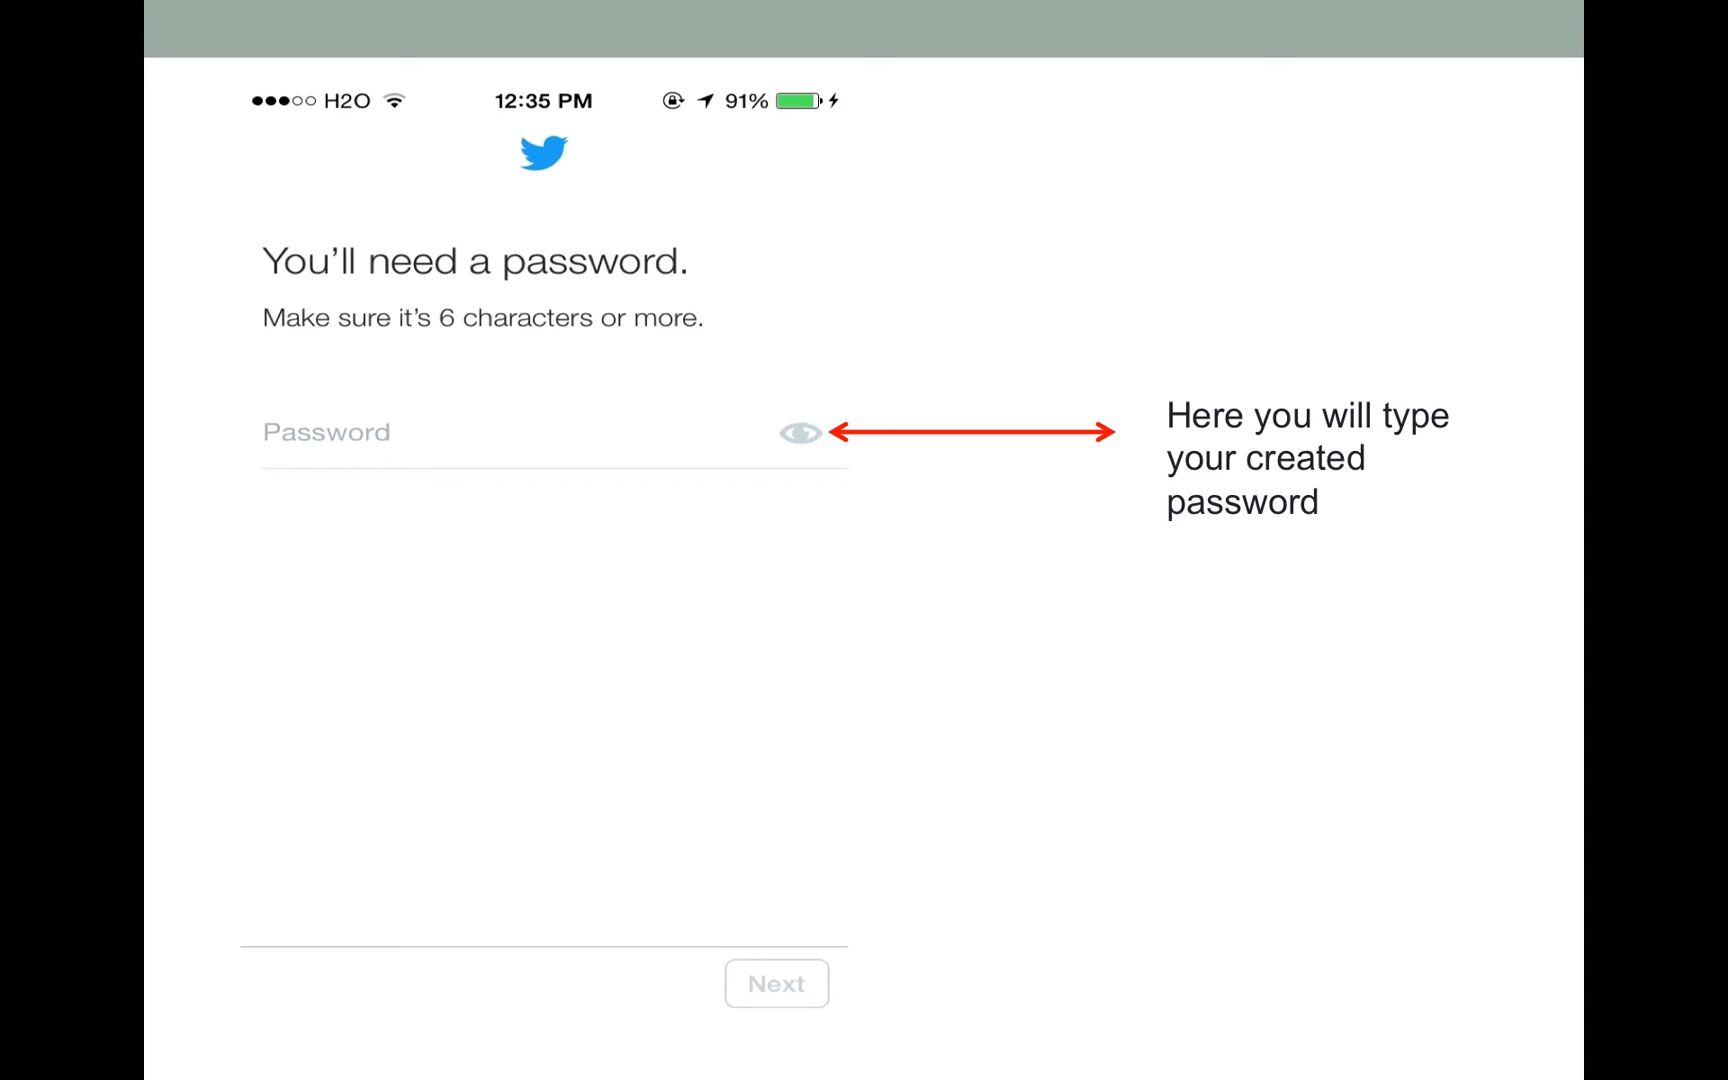 H2O 12:35 PM 91%
You'll need a password.
Make sure it's 6 characters or more.
Password
Here you will type
your created
password
Next